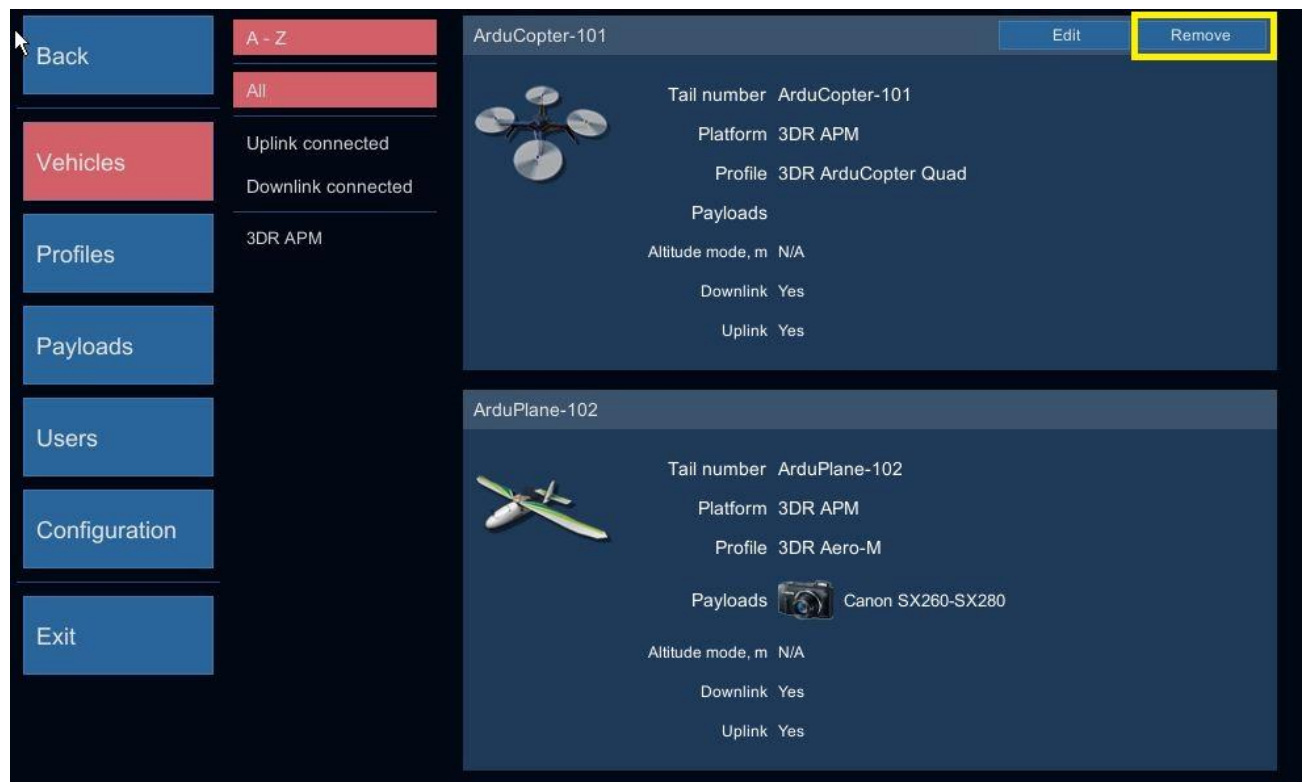 Back
Vehicles
Profiles
Payloads
Users
Configuration
Exit
A - Z
All
Uplink connected
Downlink connected
3DR APM
ArduCopter-101
Edit
Remove
Tail number ArduCopter-101
Platform 3DR APM
Profile 3DR ArduCopter Quad
Payloads
Altitude mode, m N/A
Downlink Yes
Uplink Yes
ArduPlane-102
Tail number ArduPlane-102
Platform 3DR APM
Profile 3DR Aero-M
Payloads Canon SX260-SX280
Altitude mode, m N/A
Downlink Yes
Uplink Yes